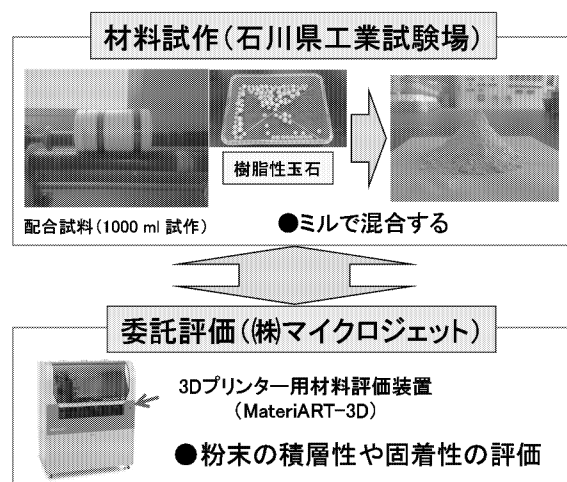 材料試作(石川県工業試験場)
樹脂性玉石
配合試料(1000 ml 試作)
●ミルで混合する
委託評価(㈱マイクロジェット)
3Dプリンター用材料評価装置
(MateriART-3D)
●粉末の積層性や固着性の評価